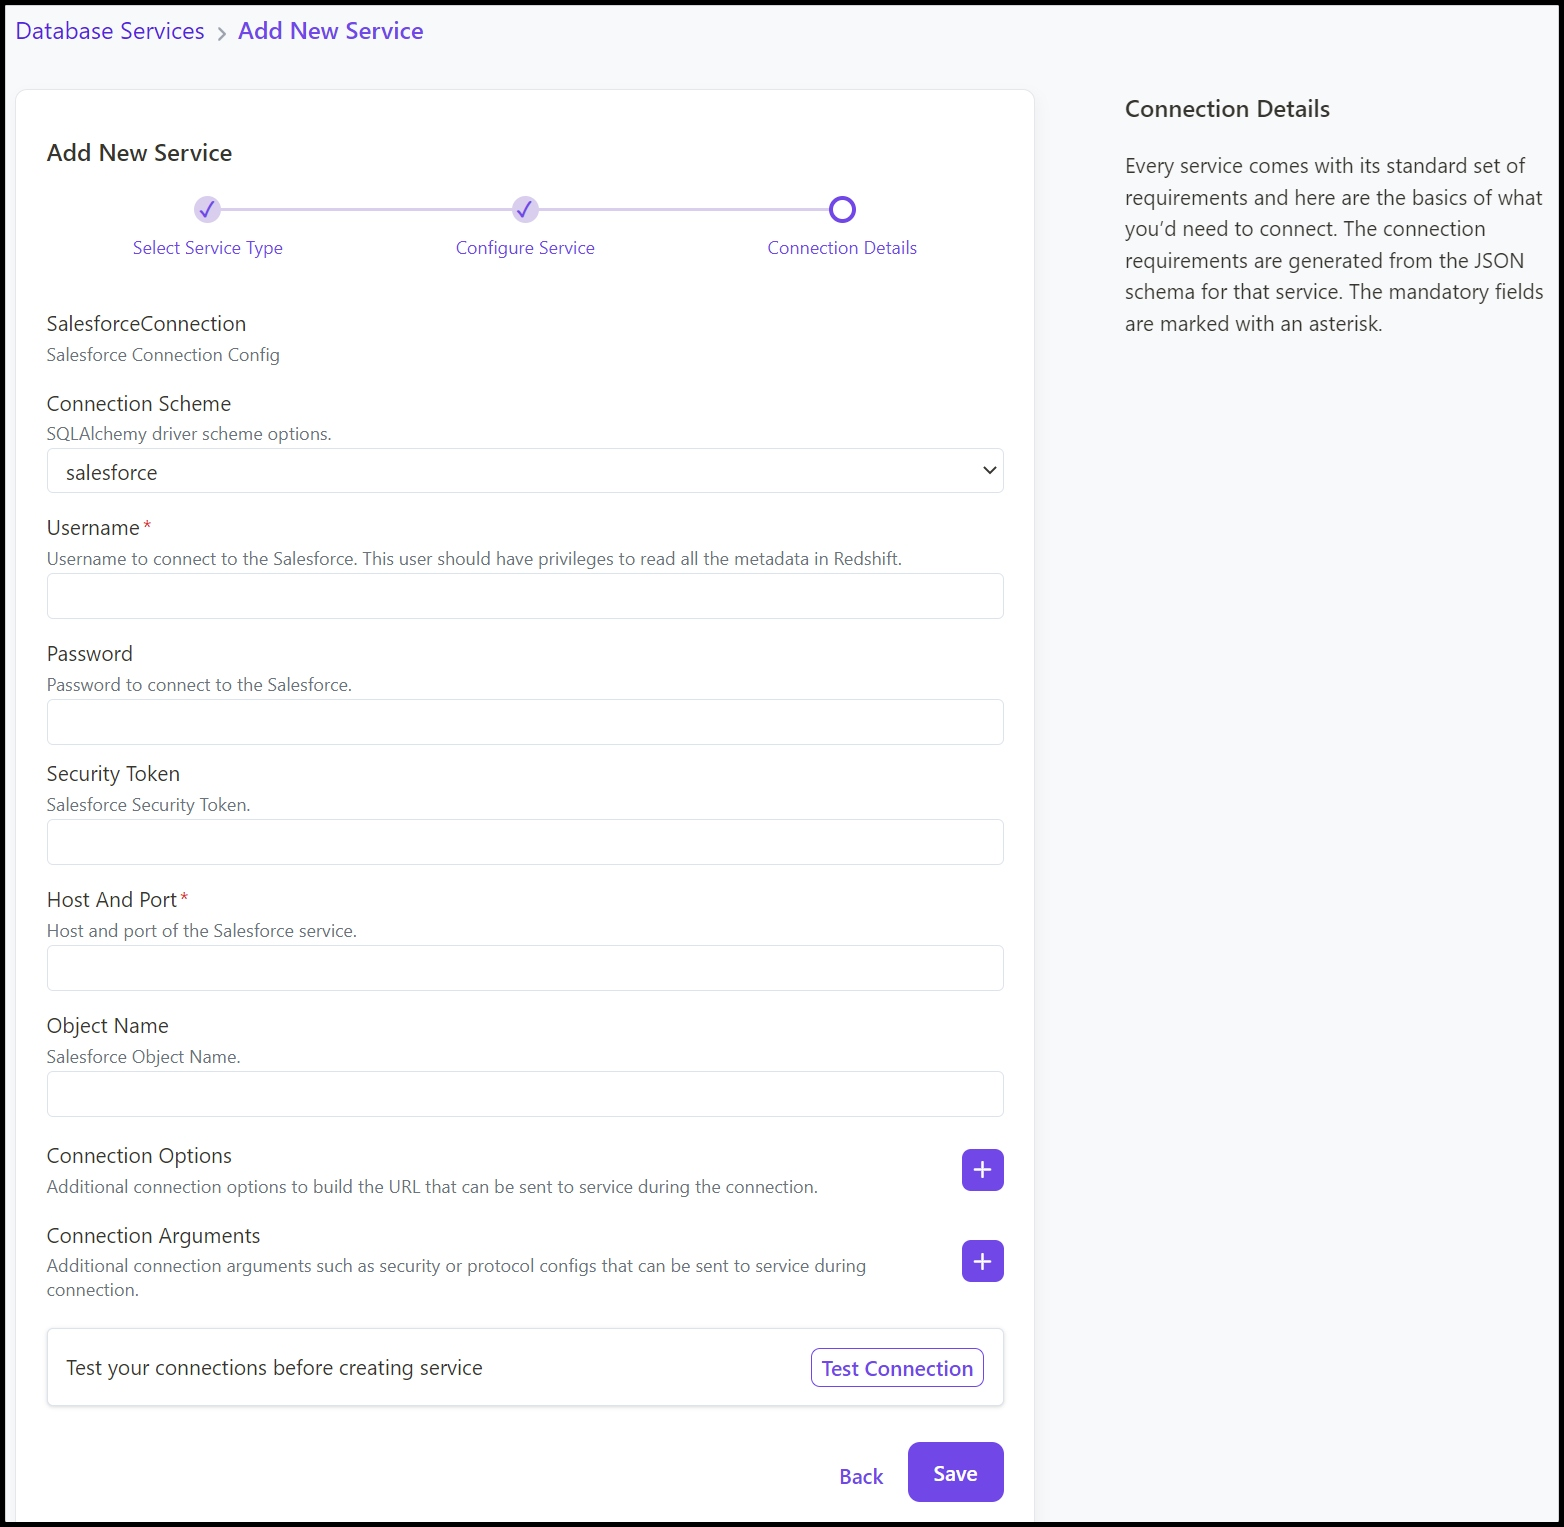 Database Services > Add New Service
Add New Service
Select Service Type
Configure Service
Connection Details
SalesforceConnection
Salesforce Connection Config
Connection Scheme
SQLAlchemy driver scheme options.
salesforce
Username*
Username to connect to the Salesforce. This user should have privileges to read all the metadata in Redshift.
Password
Password to connect to the Salesforce.
Security Token
Salesforce Security Token.
Host And Port*
Host and port of the Salesforce service.
Object Name
Salesforce Object Name.
Connection Options
Additional connection options to build the URL that can be sent to service during the connection.
Connection Arguments
Additional connection arguments such as security or protocol configs that can be sent to service during
connection.
Test your connections before creating service
Test Connection
Back
Save
Connection Details
Every service comes with its standard set of
requirements and here are the basics of what
you’d need to connect. The connection
requirements are generated from the JSON
schema for that service. The mandatory fields
are marked with an asterisk.